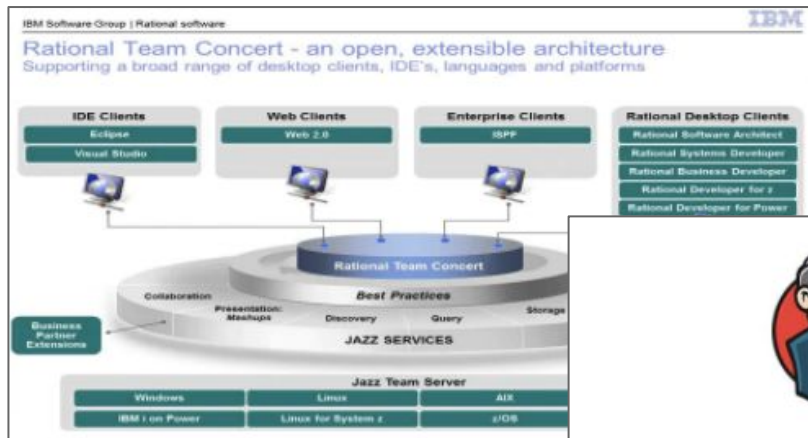 IBM Software Group | Rational software
IBM
Rational Team Concert - an open, extensible architecture
Supporting a broad range of desktop clients, IDE's, languages and platforms
IDE Clients
Eclipse
Visual Studio
Web Clients
Web 2.0
Enterprise Clients
ISPF
Rational Desktop Clients
Rational Software Architect
Rational Systems Developer
Rational Business Developer
Rational Developer for z
Rational Developer for Power
Rational Team Concert
Best Practices
Collaboration
Presentation:
Mashups
Discovery
Query
Storage
JAZZ SERVICES
Business
Partner
Extensions
Jazz Team Server
Windows
Linux
AIX
IBM i on Power
Linux for System z
z/OS